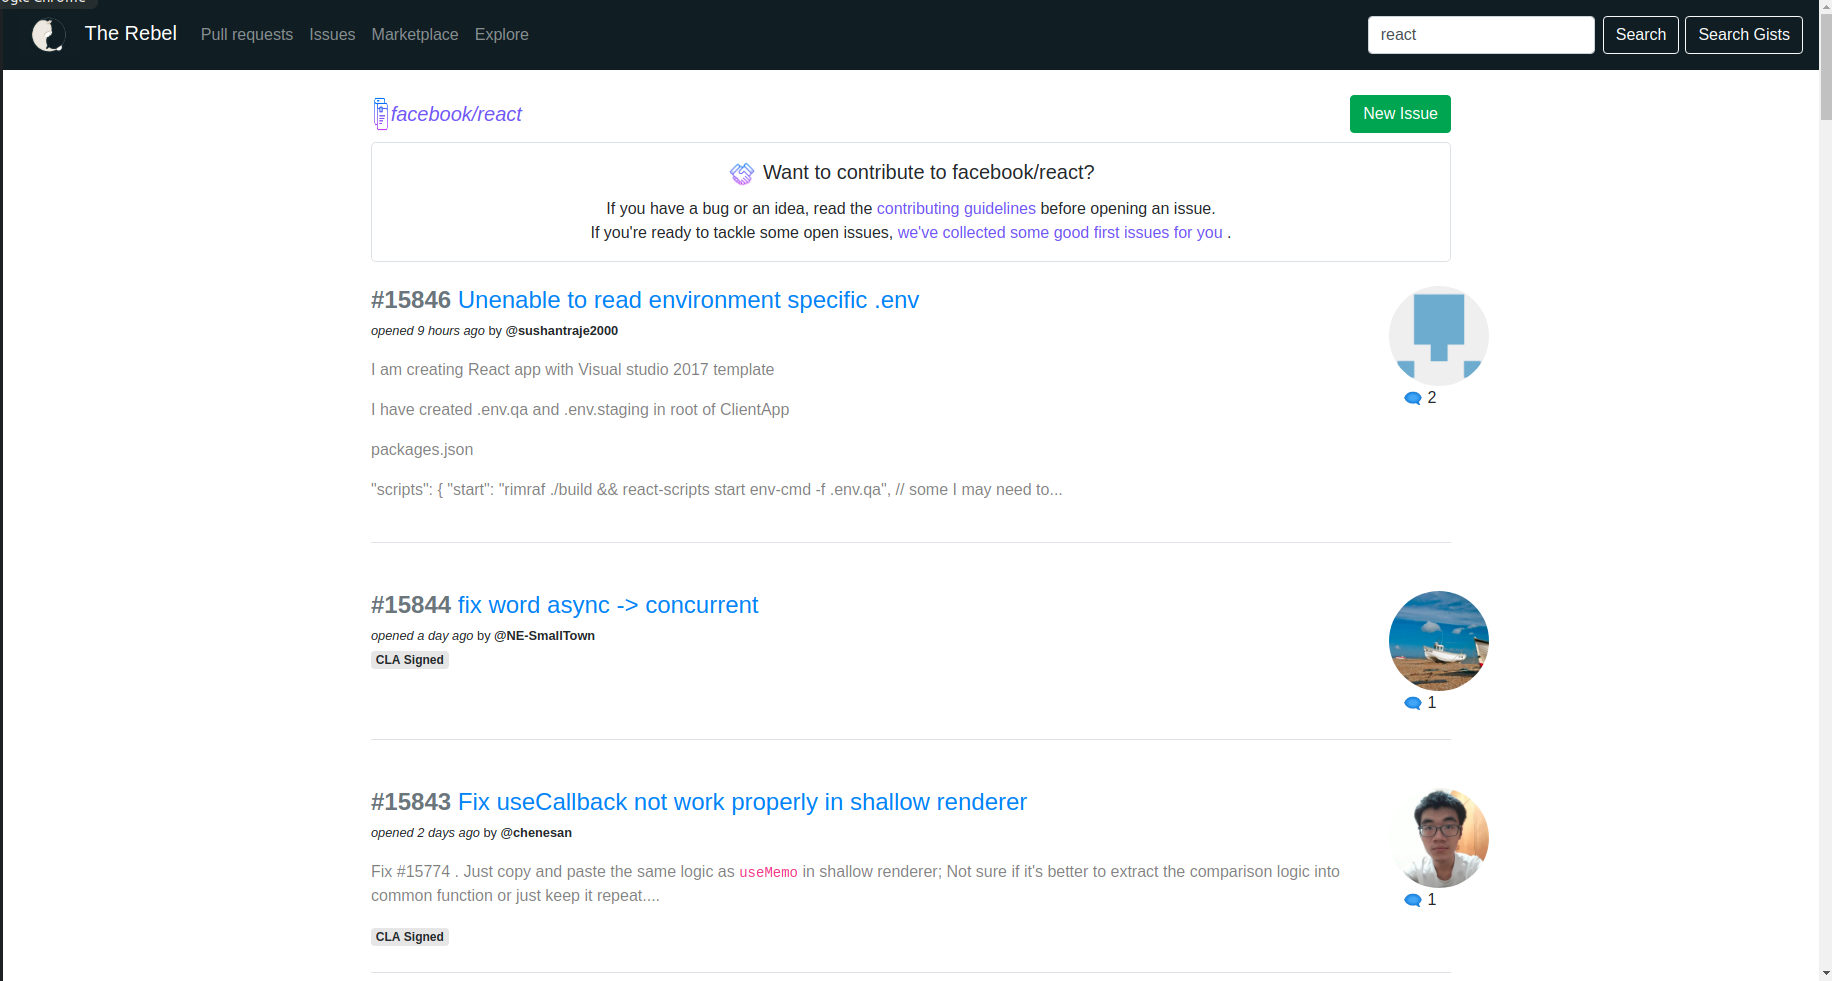 ogle Chrome
The Rebel Pull requests Issues Marketplace Explore react Search Search Gists
facebook/react New Issue
Want to contribute to facebook/react?
If you have a bug or an idea, read the contributing guidelines before opening an issue.
If you're ready to tackle some open issues, we've collected some good first issues for you .
#15846 Unenable to read environment specific .env
opened 9 hours ago by @sushantraje2000
I am creating React app with Visual studio 2017 template
I have created .env.qa and .env.staging in root of ClientApp
2
packages.json
"scripts": { "start": "rimraf ./build && react-scripts start env-cmd -f .env.qa", // some I may need to...
#15844 fix word async -> concurrent
opened a day ago by @NE-SmallTown
CLA Signed
1
#15843 Fix useCallback not work properly in shallow renderer
opened 2 days ago by @chenesan
Fix #15774 . Just copy and paste the same logic as useMemo in shallow renderer; Not sure if it's better to extract the comparison logic into
common function or just keep it repeat....
1
CLA Signed